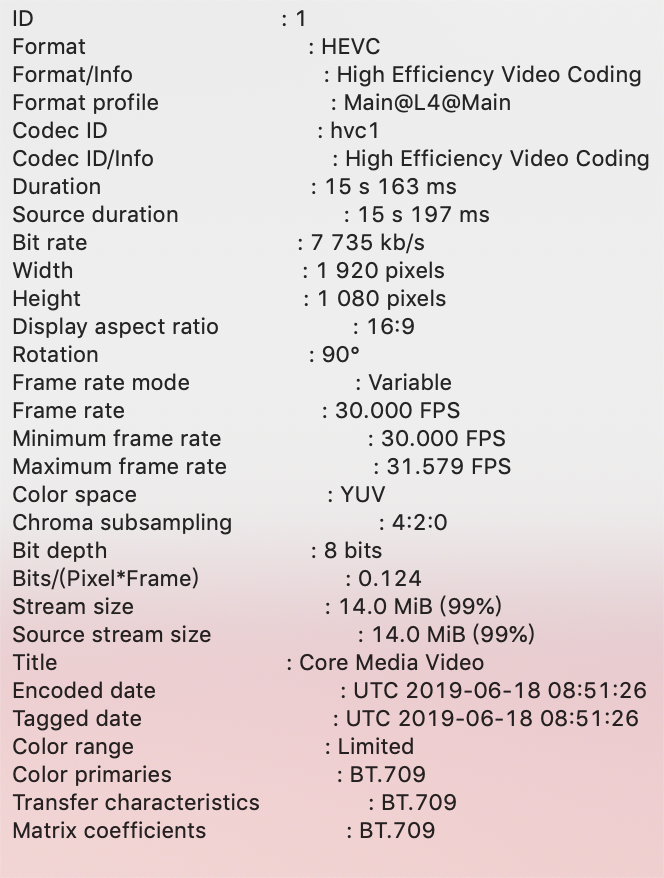 ID : 1
Format : HEVC
Format/Info : High Efficiency Video Coding
Format profile : Main@L4@Main
Codec ID : hvc1
Codec ID/Info : High Efficiency Video Coding
Duration : 15 s 163 ms
Source duration : 15 s 197 ms
Bit rate : 7 735 kb/s
Width : 1 920 pixels
Height : 1 080 pixels
Display aspect ratio : 16:9
Rotation : 90°
Frame rate mode : Variable
Frame rate : 30.000 FPS
Minimum frame rate : 30.000 FPS
Maximum frame rate : 31.579 FPS
Color space : YUV
Chroma subsampling : 4:2:0
Bit depth : 8 bits
Bits/(Pixel*Frame) : 0.124
Stream size : 14.0 MiB (99%)
Source stream size : 14.0 MiB (99%)
Title : Core Media Video
Encoded date : UTC 2019-06-18 08:51:26
Tagged date : UTC 2019-06-18 08:51:26
Color range : Limited
Color primaries : BT.709
Transfer characteristics : BT.709
Matrix coefficients : BT.709